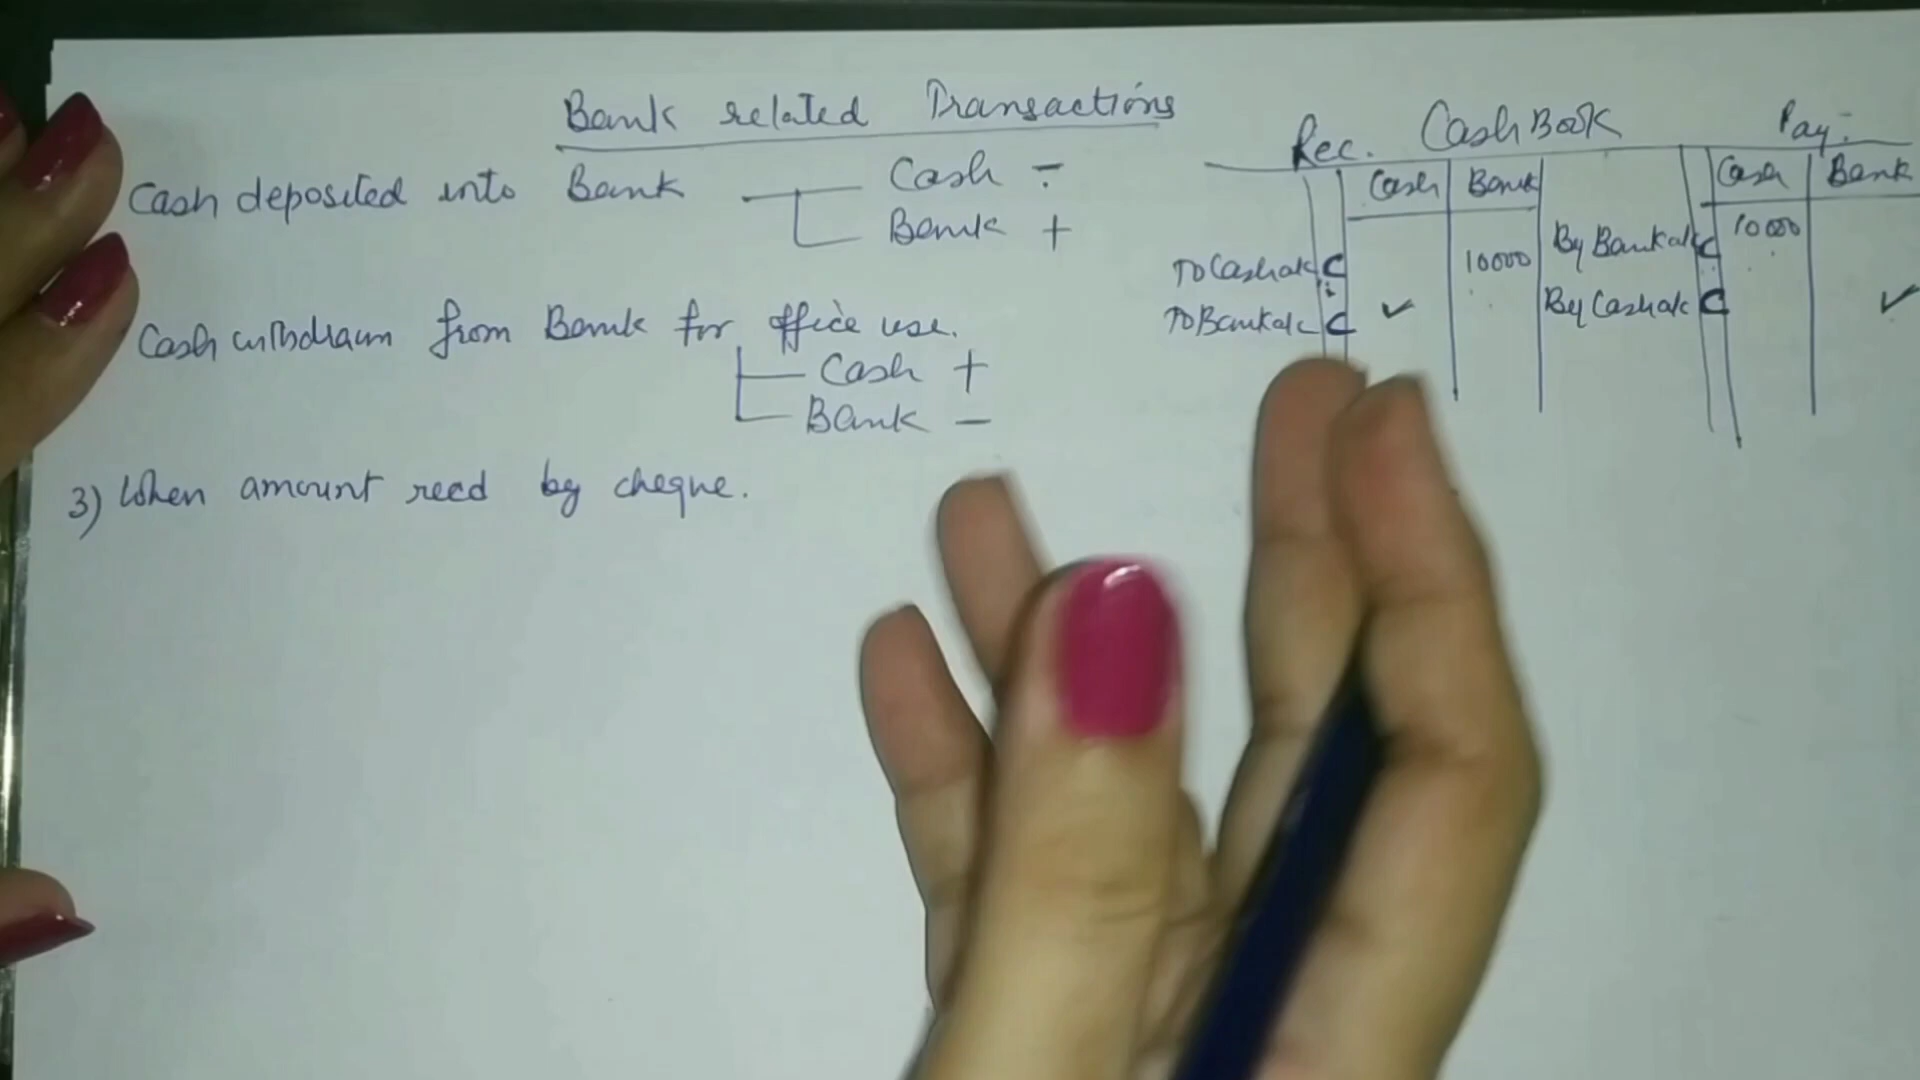 Bank related Transactions
Cash deposited into Bank
Cash -
Bank +
Cash withdrawn from Bank for office use.
Cash +
Bank -
3) When amount recd by cheque.
Rec. Cash Book Pay:
Cash Bank Cash Bank
To Cash a/c C 10000 By Bank a/c C 10000
To Bank a/c C ✓ By Cash a/c C ✓